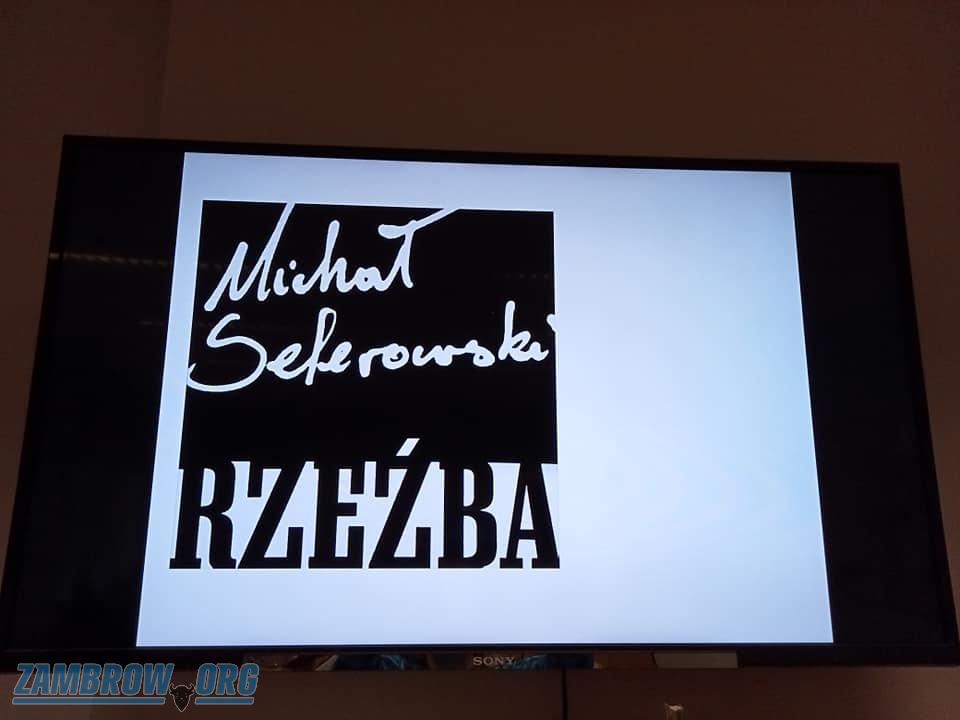 Michał
Seferowski
RZEŹBA
SONY
ZAMBROW.ORG